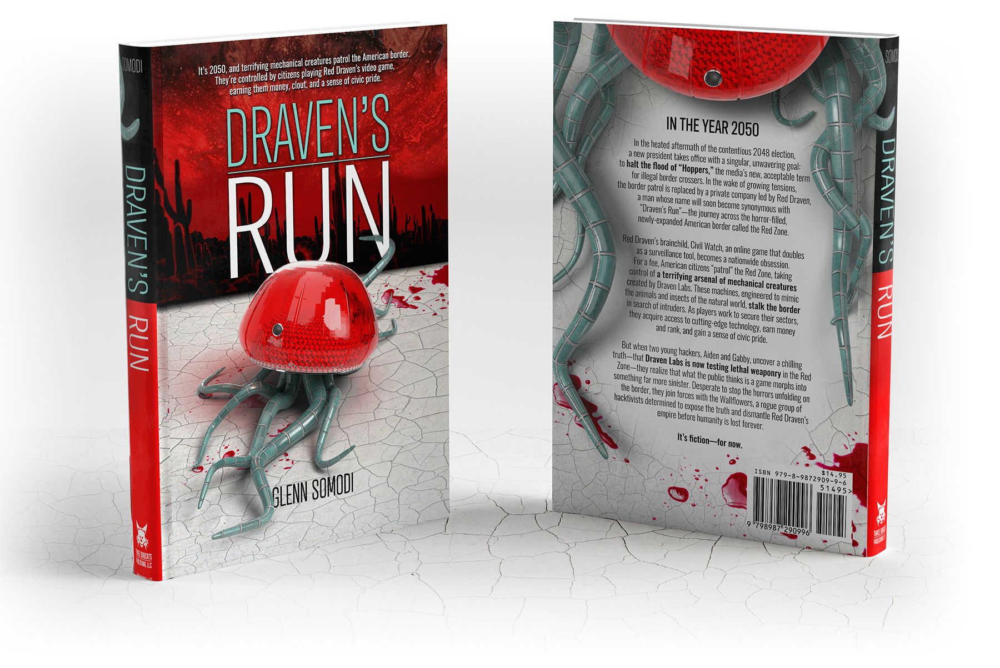 SOMODI
DRAVEN'S RUN
THREE BOBCATS
PUBLISHING, LLC
It's 2050, and terrifying mechanical creatures patrol the American border.
They're controlled by citizens playing Red Draven's video game,
earning them money, clout, and a sense of civic pride.
DRAVEN'S
RUN
GLENN SOMODI
IN THE YEAR 2050
In the heated aftermath of the contentious 2048 election,
a new president takes office with a singular, unwavering goal:
to halt the flood of “Hoppers,” the media's new, acceptable term
for illegal border crossers. In the wake of growing tensions,
the border patrol is replaced by a private company led by Red Draven,
a man whose name will soon become synonymous with
“Draven's Run”—the journey across the horror-filled,
newly-expanded American border called the Red Zone.
Red Draven's brainchild, Civil Watch, an online game that doubles
as a surveillance tool, becomes a nationwide obsession.
For a fee, American citizens “patrol” the Red Zone, taking
control of a terrifying arsenal of mechanical creatures
created by Draven Labs. These machines, engineered to mimic
the animals and insects of the natural world, stalk the border
in search of intruders. As players work to secure their sectors,
they acquire access to cutting-edge technology, earn money
and rank, and gain a sense of civic pride.
But when two young hackers, Aiden and Gabby, uncover a chilling
truth—that Draven Labs is now testing lethal weaponry in the Red
Zone—they realize that what the public thinks is a game morphs into
something far more sinister. Desperate to stop the horrors unfolding on
the border, they join forces with the Wallflowers, a rogue group of
hacktivists determined to expose the truth and dismantle Red Draven's
empire before humanity is lost forever.
It's fiction—for now.
$14.95
ISBN 979-8-9872909-9-6
51495>
9 798987 290996
SOMODI
DRAVEN'S RUN
THREE BOBCATS
PUBLISHING, LLC